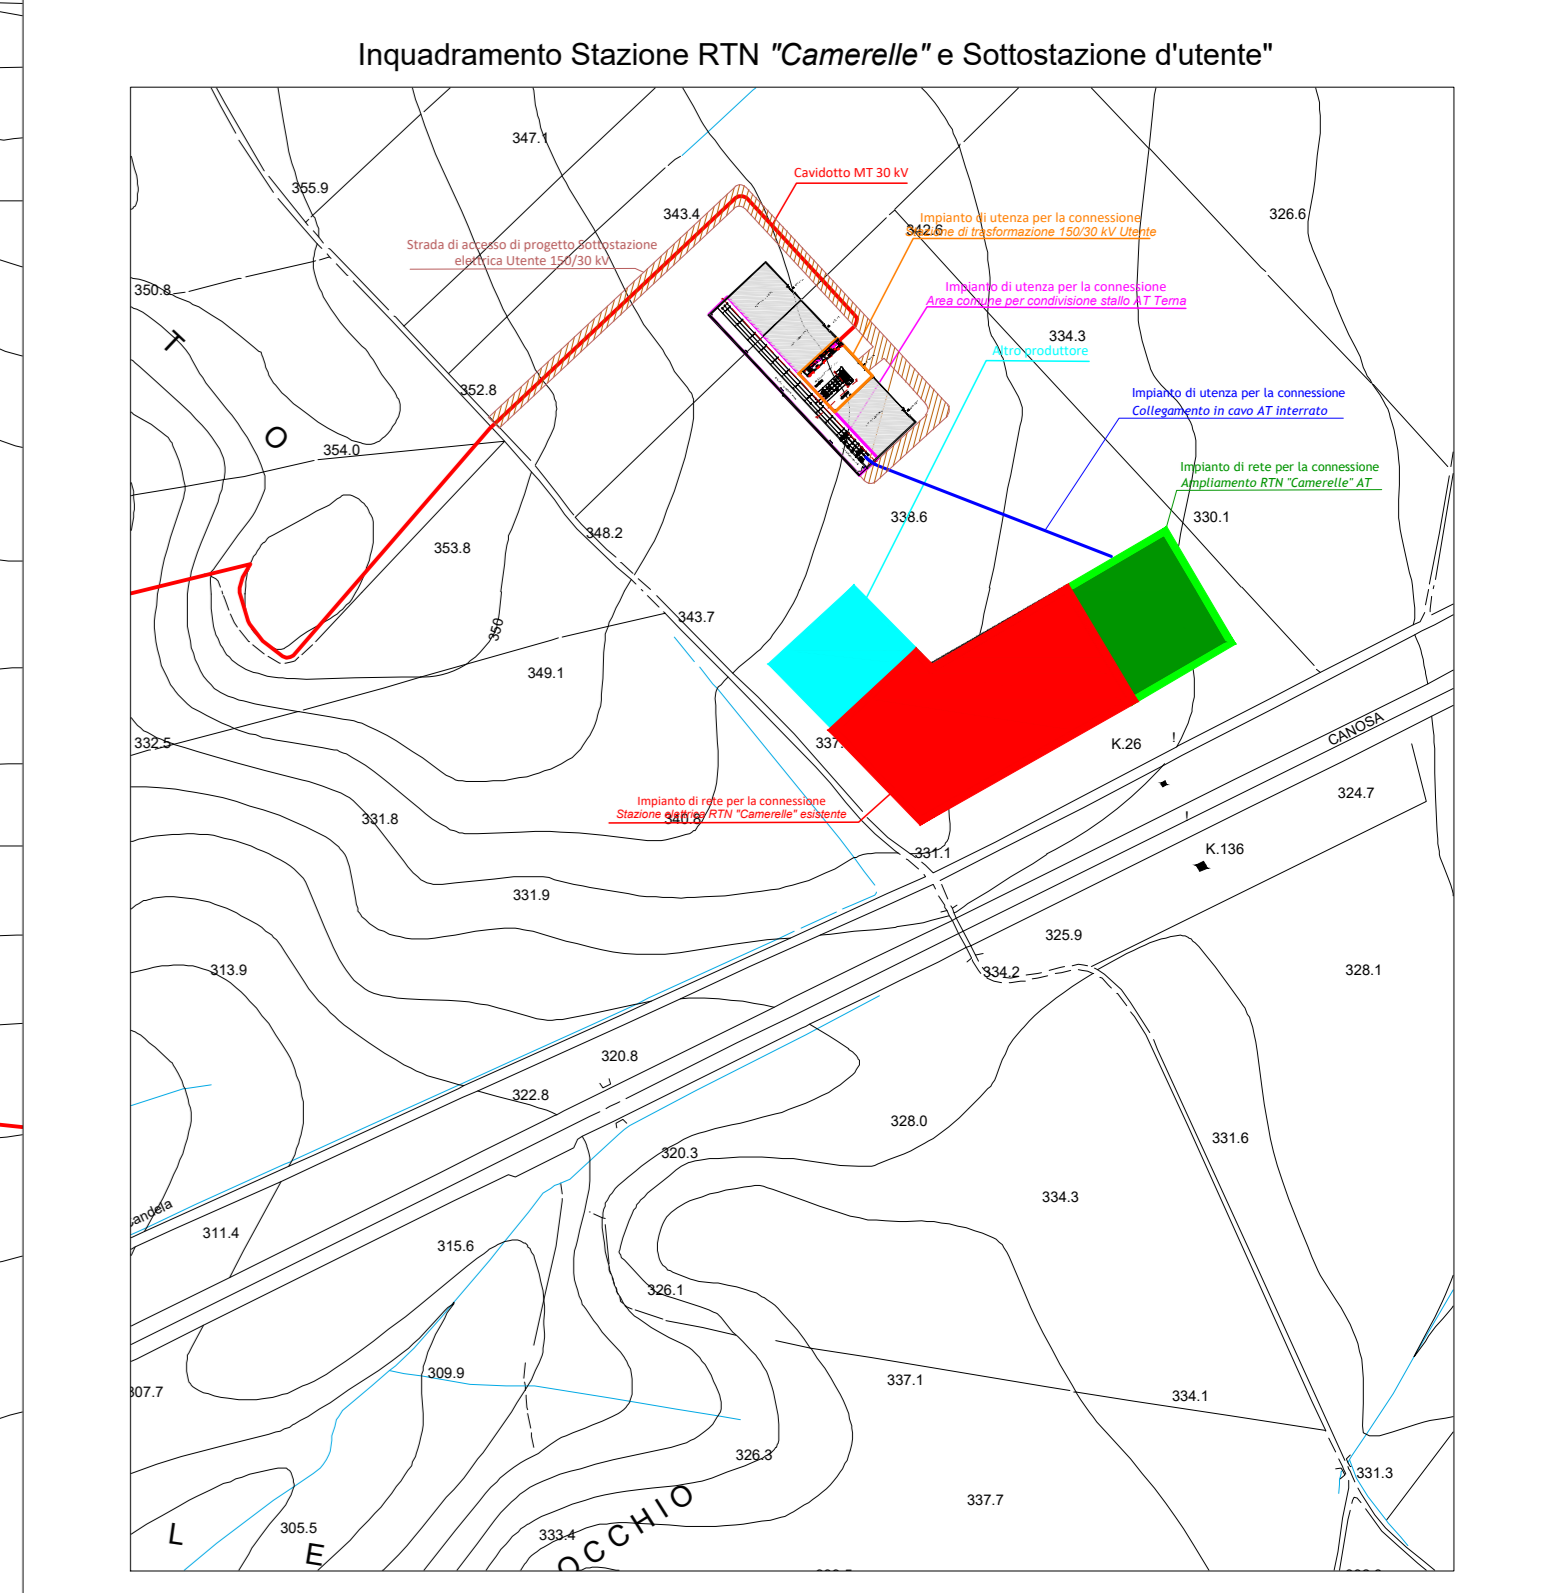 Inquadramento Stazione RTN "Camerelle" e Sottostazione d'utente"
347.1
355.9
Cavidotto MT 30 kV
343.4
326.6
Impianto di utenza per la connessione
342.6
Stazione di trasformazione 150/30 kV Utente
Strada di accesso di progetto Sottostazione
elettrica Utente 150/30 kV
350.8
Impianto di utenza per la connessione
Area comune per condivisione stallo AT Terna
T
334.3
Altro produttore
352.8
Impianto di utenza per la connessione
Collegamento in cavo AT interrato
O
354.0
Impianto di rete per la connessione
Ampliamento RTN "Camerelle" AT
338.6
330.1
348.2
353.8
343.7
350
349.1
332.5
337.
K.26
CANOSA
324.7
Impianto di rete per la connessione
Stazione elettrica RTN "Camerelle" esistente
340.8
331.8
331.1
K.136
331.9
325.9
313.9
334.2
328.1
320.8
322.8
328.0
331.6
320.3
334.3
andela
311.4
315.6
326.1
309.9
337.1
307.7
334.1
326.3
331.3
337.7
L
305.5
E
333.4
OCCHIO